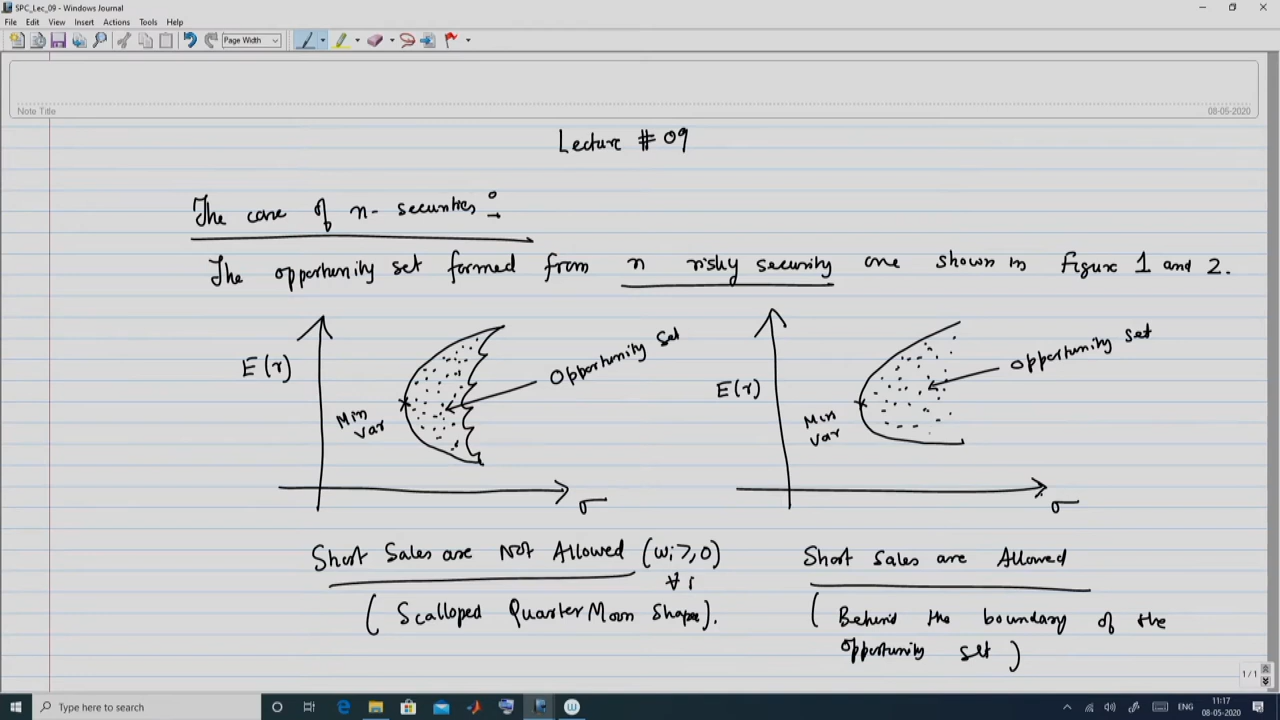 SPC_Lec_09 - Windows Journal
File Edit View Insert Actions Tools Help
Page Width
Note Title
08-05-2020
Lecture # 09
The case of n- securities :
The opportunity set formed from n risky security are shown in Figure 1 and 2.
E(r)
Min
Var
Opportunity Set
σ
E(r)
Min
Var
Opportunity Set
σ
Short Sales are Not Allowed (wi ≥ 0)
∀ i
(Scalloped Quarter Moon Shape).
Short Sales are Allowed
(Behind the boundary of the
opportunity set)
1/1
Type here to search
ENG
11:17
08-05-2020